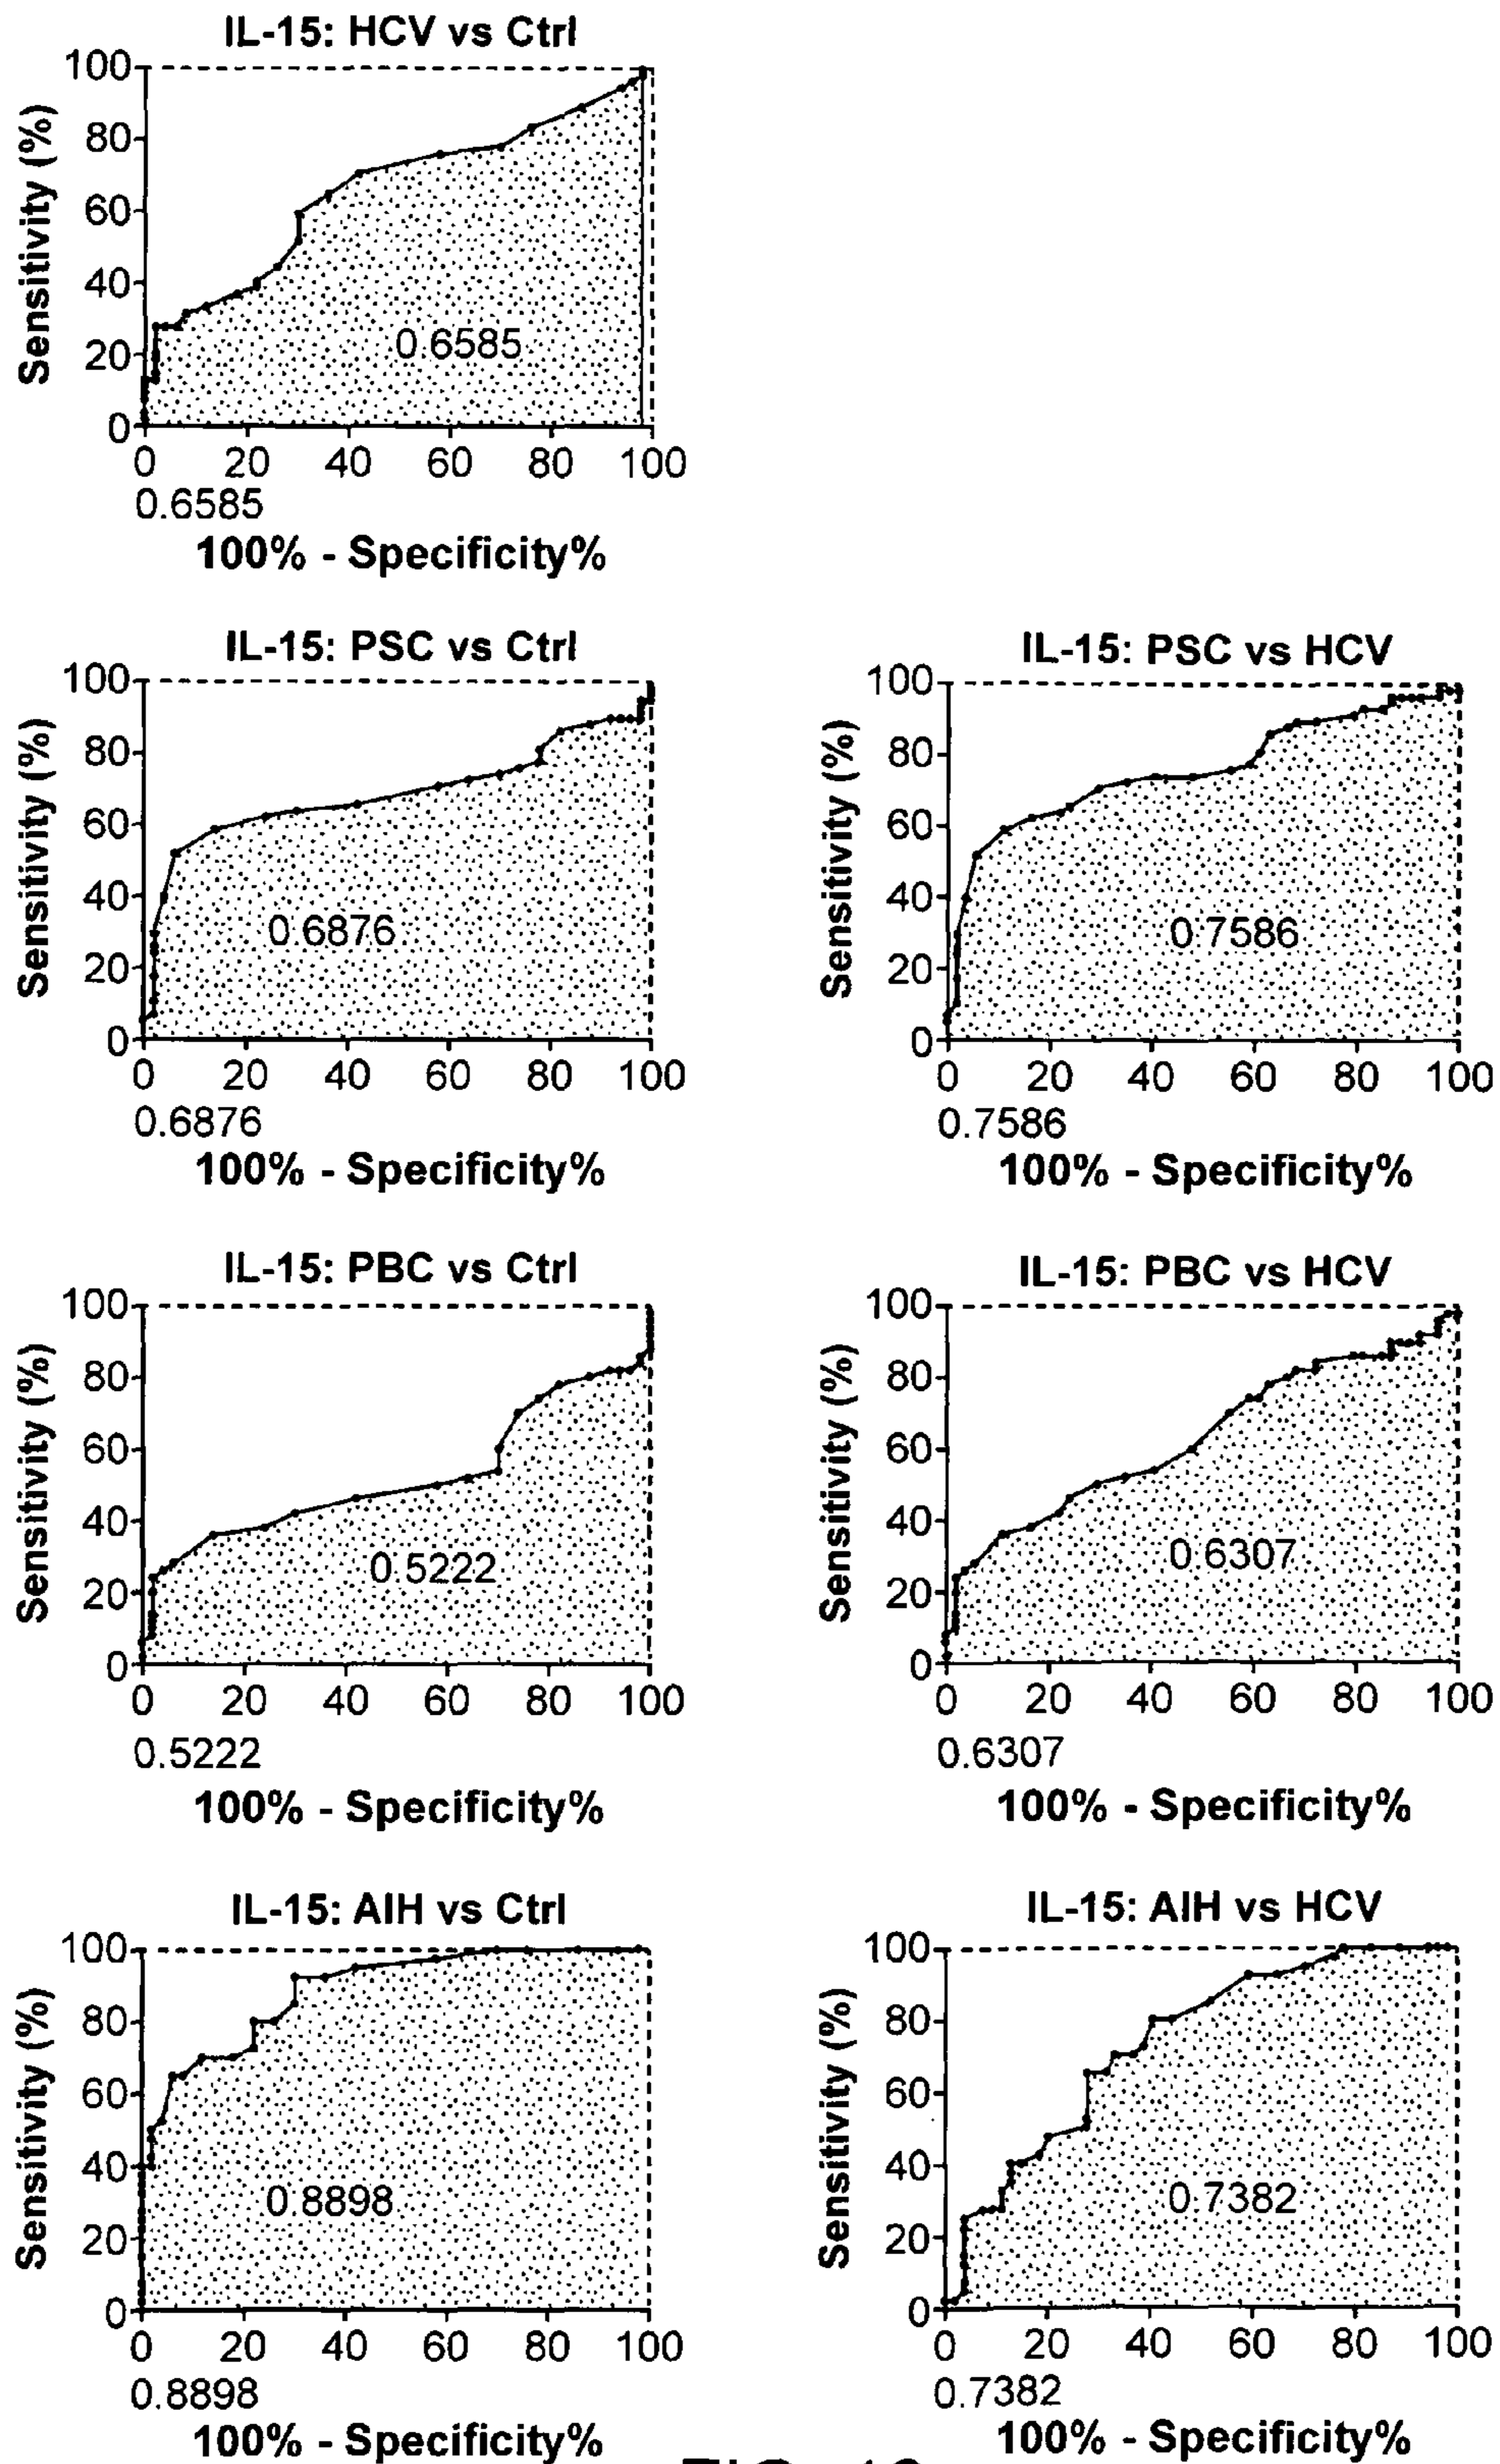 IL-15: HCV vs Ctrl
Sensitivity (%)
100
80
60
40
20
0
0.6585
0 20 40 60 80 100
0.6585
100% - Specificity%
IL-15: PSC vs Ctrl
Sensitivity (%)
100
80
60
40
20
0
0.6876
0 20 40 60 80 100
0.6876
100% - Specificity%
IL-15: PSC vs HCV
Sensitivity (%)
100
80
60
40
20
0
0.7586
0 20 40 60 80 100
0.7586
100% - Specificity%
IL-15: PBC vs Ctrl
Sensitivity (%)
100
80
60
40
20
0
0.5222
0 20 40 60 80 100
0.5222
100% - Specificity%
IL-15: PBC vs HCV
Sensitivity (%)
100
80
60
40
20
0
0.6307
0 20 40 60 80 100
0.6307
100% - Specificity%
IL-15: AIH vs Ctrl
Sensitivity (%)
100
80
60
40
20
0
0.8898
0 20 40 60 80 100
0.8898
100% - Specificity%
IL-15: AIH vs HCV
Sensitivity (%)
100
80
60
40
20
0
0.7382
0 20 40 60 80 100
0.7382
100% - Specificity%